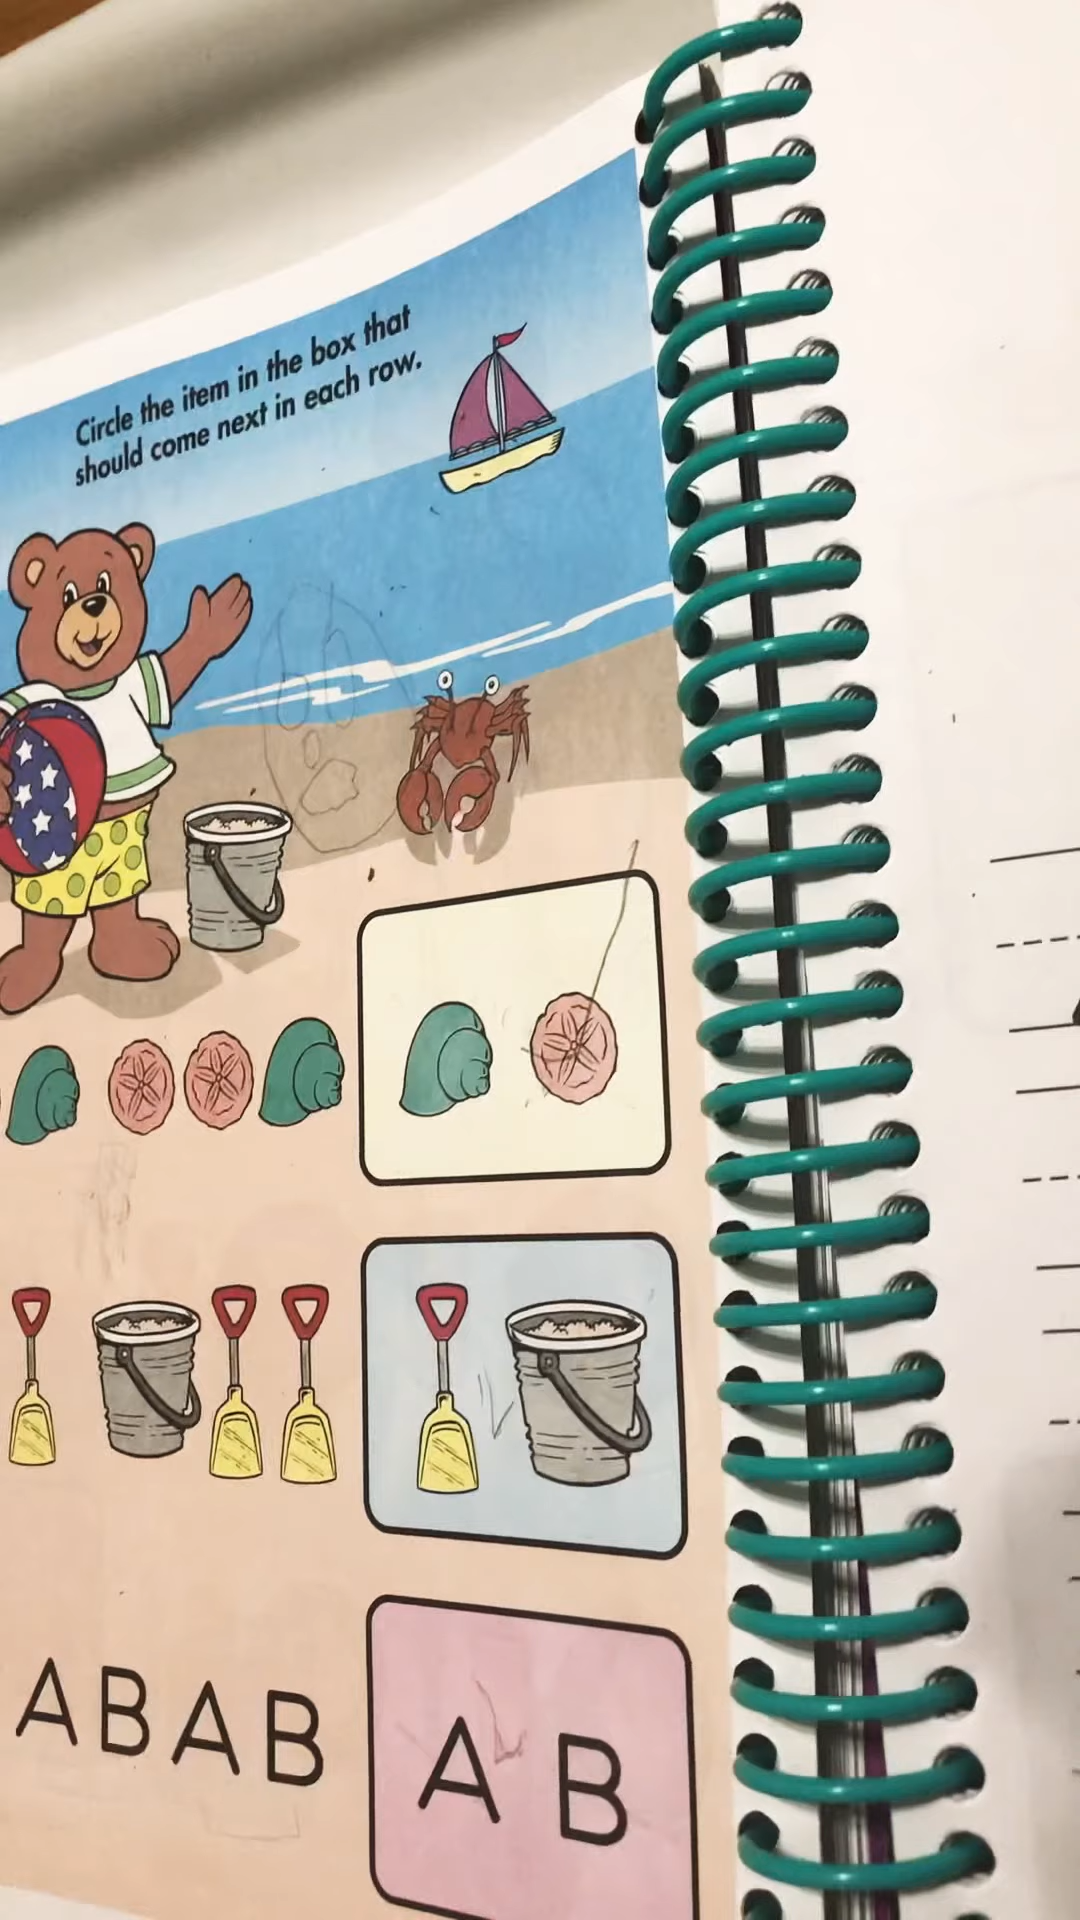 Circle the item in the box that
should come next in each row.
ABAB
A B